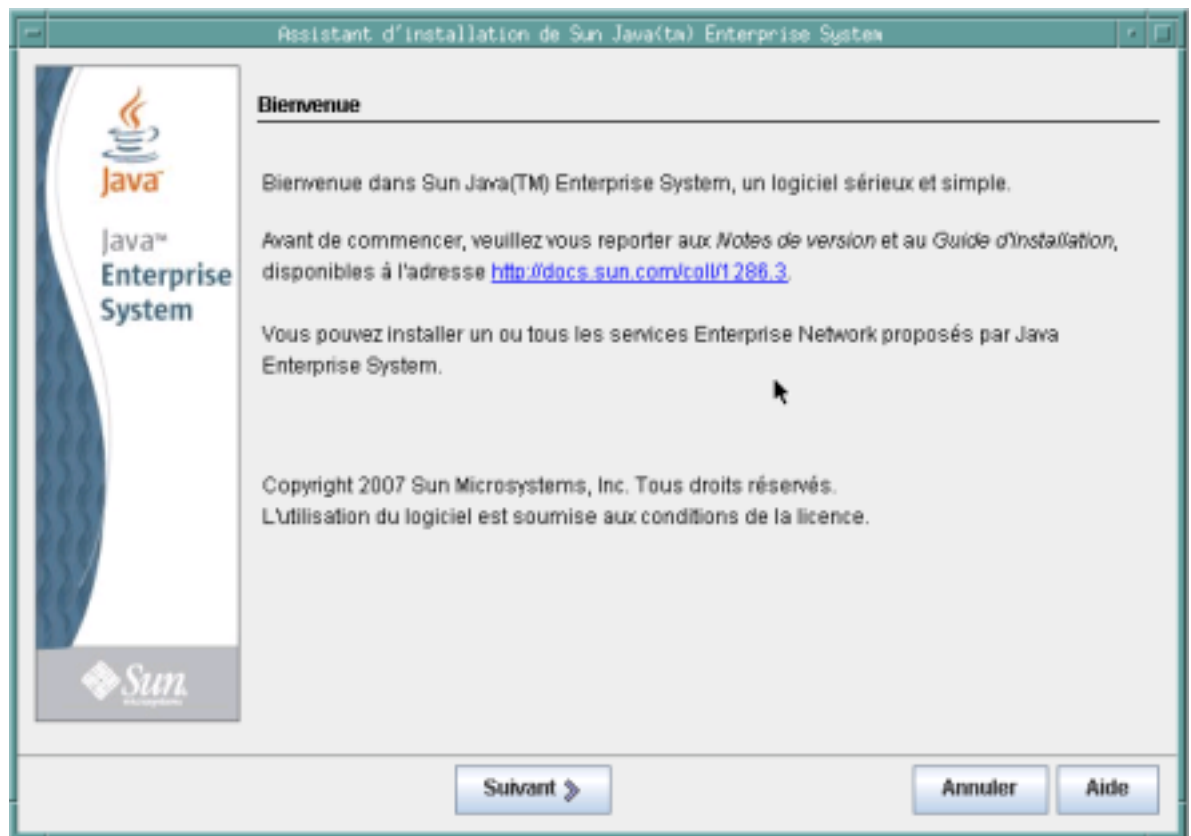 Assistant d'installation de Sun Java(tm) Enterprise System
Java
Java™
Enterprise
System
Sun
microsystems
Bienvenue
Bienvenue dans Sun Java(TM) Enterprise System, un logiciel sérieux et simple.
Avant de commencer, veuillez vous reporter aux Notes de version et au Guide d'Installation,
disponibles à l'adresse http://docs.sun.com/coll/1286.3.
Vous pouvez installer un ou tous les services Enterprise Network proposés par Java
Enterprise System.
Copyright 2007 Sun Microsystems, Inc. Tous droits réservés.
L'utilisation du logiciel est soumise aux conditions de la licence.
Suivant
Annuler
Aide